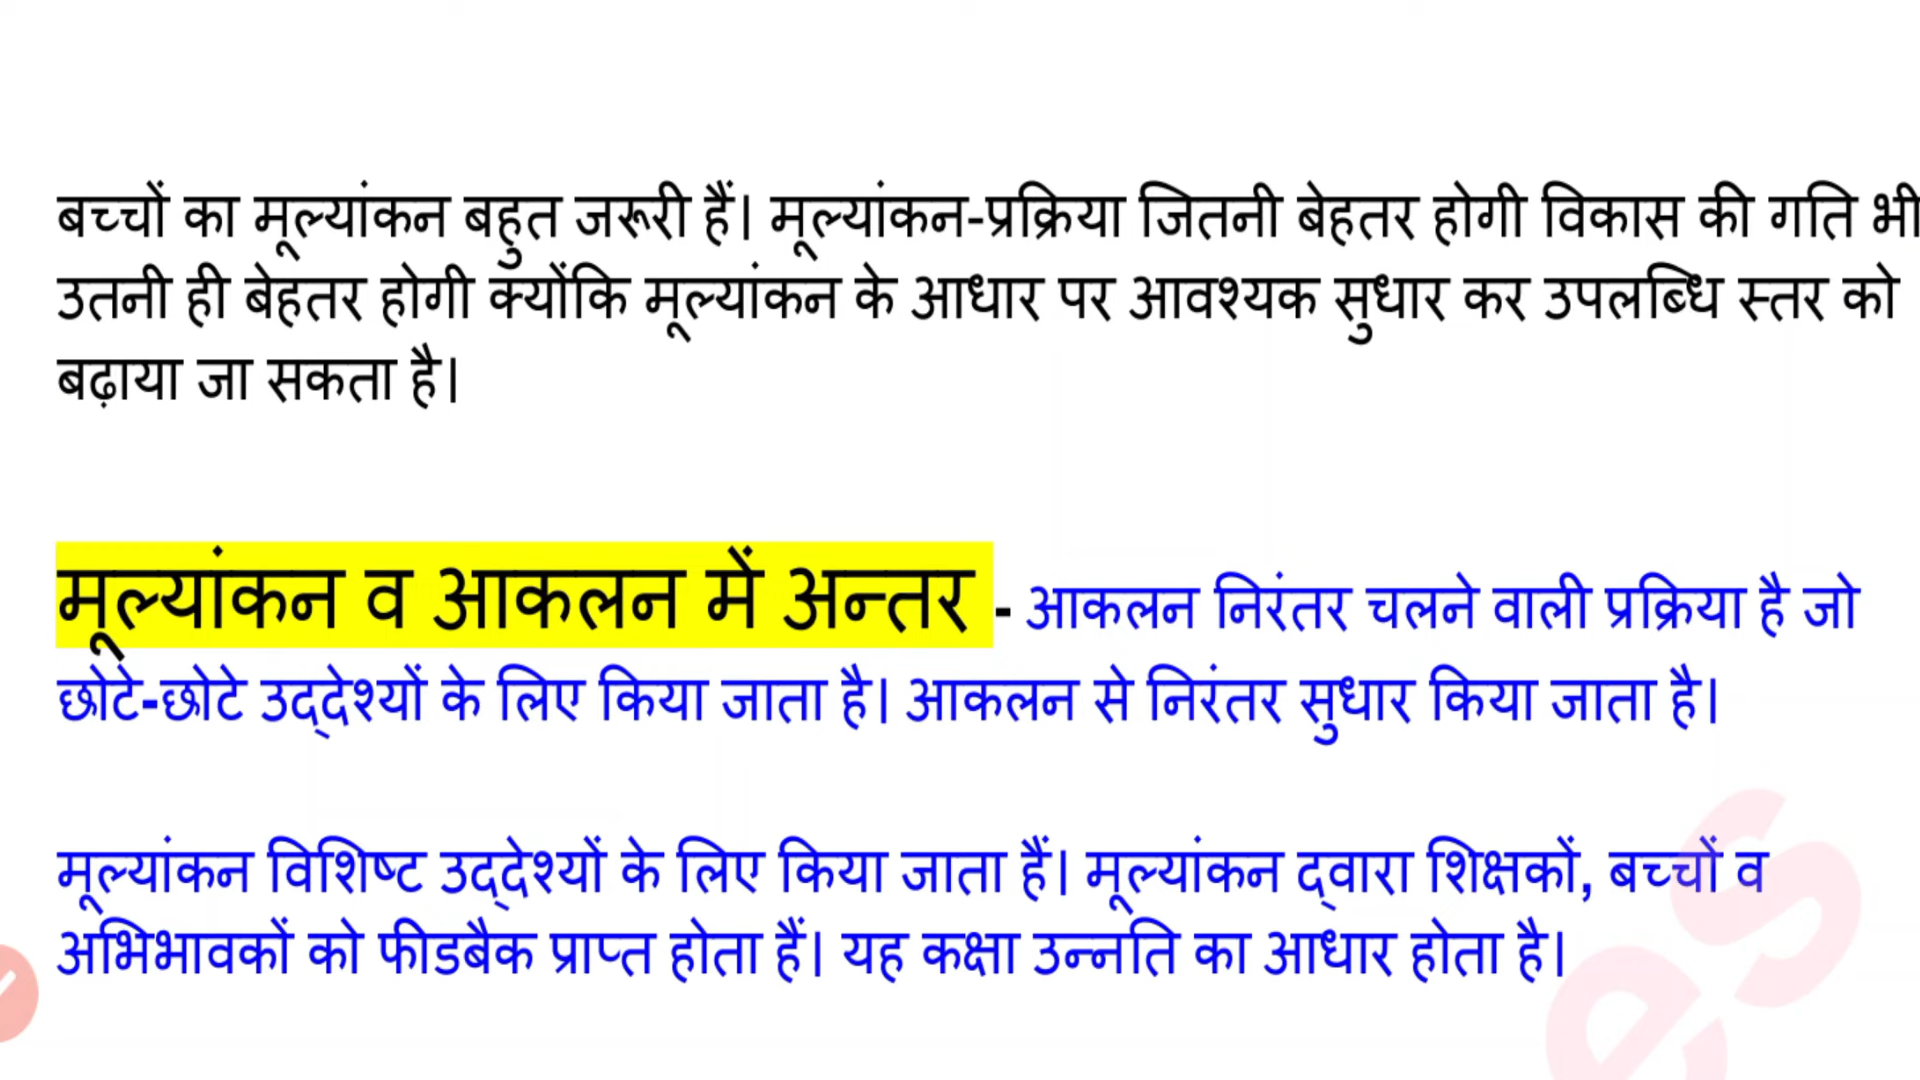 बच्चों का मूल्यांकन बहुत जरूरी हैं। मूल्यांकन-प्रक्रिया जितनी बेहतर होगी विकास की गति भी
उतनी ही बेहतर होगी क्योंकि मूल्यांकन के आधार पर आवश्यक सुधार कर उपलब्धि स्तर को
बढ़ाया जा सकता है।
मूल्यांकन व आकलन में अन्तर - आकलन निरंतर चलने वाली प्रक्रिया है जो
छोटे-छोटे उद्देश्यों के लिए किया जाता है। आकलन से निरंतर सुधार किया जाता है।
मूल्यांकन विशिष्ट उद्देश्यों के लिए किया जाता हैं। मूल्यांकन द्वारा शिक्षकों, बच्चों व
अभिभावकों को फीडबैक प्राप्त होता हैं। यह कक्षा उन्नति का आधार होता है।
es